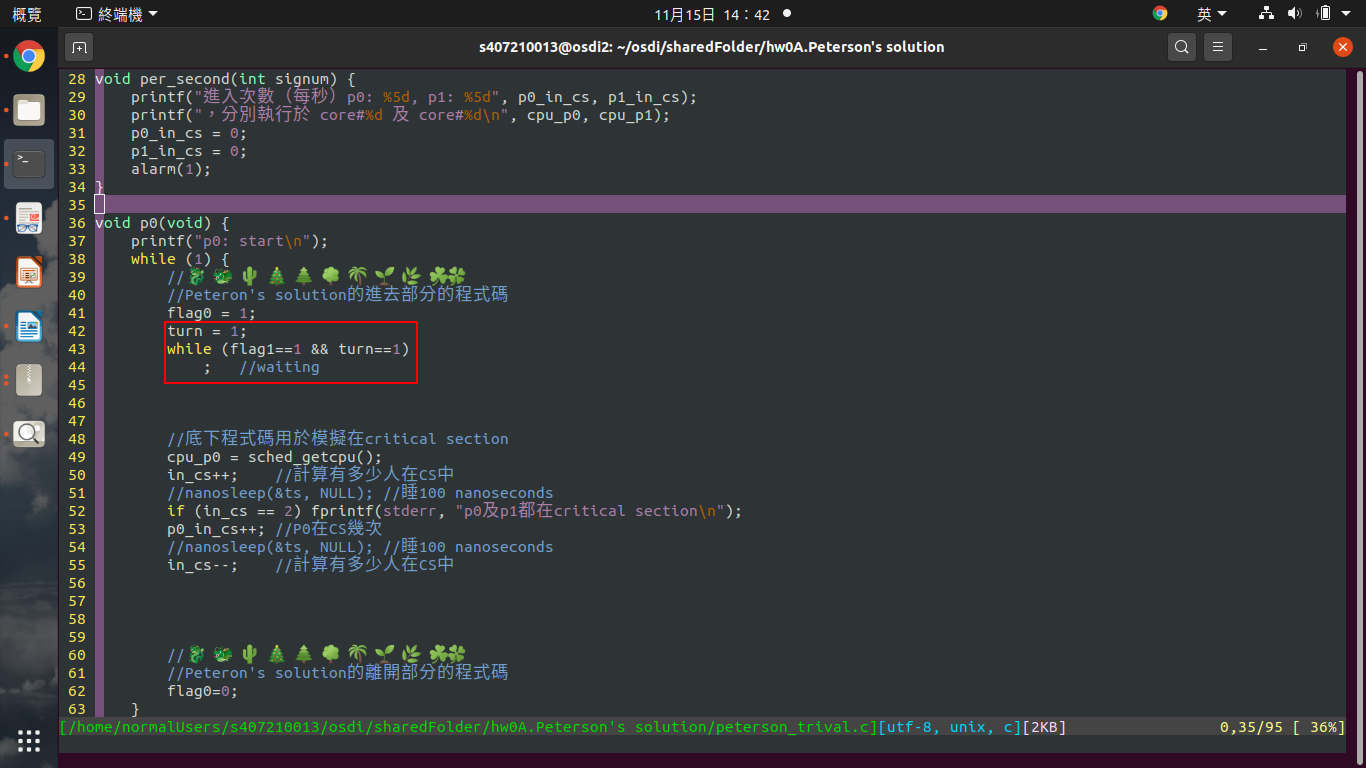 概覽 終端機 11月15日 14：42 英
s407210013@osdi2: ~/osdi/sharedFolder/hw0A.Peterson's solution
28 void per_second(int signum) {
29 printf("進入次數（每秒）p0: %5d, p1: %5d", p0_in_cs, p1_in_cs);
30 printf("，分別執行於 core#%d 及 core#%d\n", cpu_p0, cpu_p1);
31 p0_in_cs = 0;
32 p1_in_cs = 0;
33 alarm(1);
34 }
35
36 void p0(void) {
37 printf("p0: start\n");
38 while (1) {
39 //🐉🐲🌵🎄🌲🌳🌴🌱🌿☘🍀
40 //Peteron's solution的進去部分的程式碼
41 flag0 = 1;
42 turn = 1;
43 while (flag1==1 && turn==1)
44 ; //waiting
45
46
47
48 //底下程式碼用於模擬在critical section
49 cpu_p0 = sched_getcpu();
50 in_cs++; //計算有多少人在CS中
51 //nanosleep(&ts, NULL); //睡100 nanoseconds
52 if (in_cs == 2) fprintf(stderr, "p0及p1都在critical section\n");
53 p0_in_cs++; //P0在CS幾次
54 //nanosleep(&ts, NULL); //睡100 nanoseconds
55 in_cs--; //計算有多少人在CS中
56
57
58
59
60 //🐉🐲🌵🎄🌲🌳🌴🌱🌿☘🍀
61 //Peteron's solution的離開部分的程式碼
62 flag0=0;
63 }
[/home/normalUsers/s407210013/osdi/sharedFolder/hw0A.Peterson's solution/peterson_trival.c][utf-8, unix, c][2KB] 0,35/95 [ 36%]